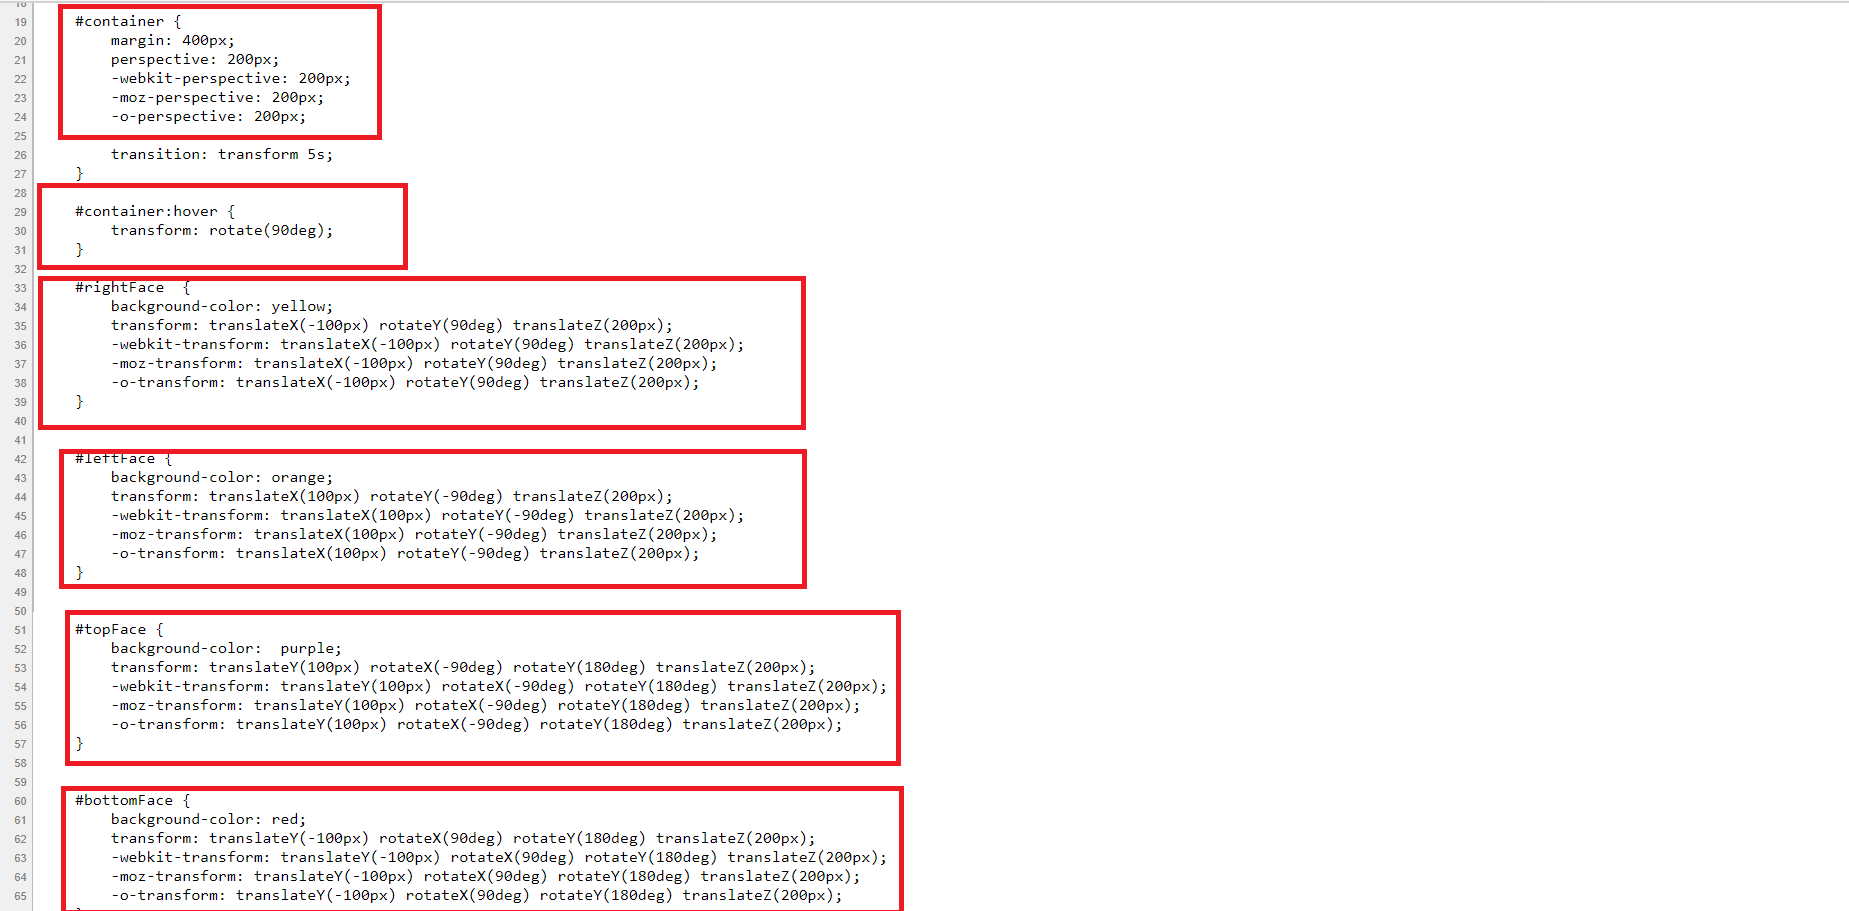 19 #container {
20 margin: 400px;
21 perspective: 200px;
22 -webkit-perspective: 200px;
23 -moz-perspective: 200px;
24 -o-perspective: 200px;
25
26 transition: transform 5s;
27 }
28
29 #container:hover {
30 transform: rotate(90deg);
31 }
32
33 #rightFace  {
34 background-color: yellow;
35 transform: translateX(-100px) rotateY(90deg) translateZ(200px);
36 -webkit-transform: translateX(-100px) rotateY(90deg) translateZ(200px);
37 -moz-transform: translateX(-100px) rotateY(90deg) translateZ(200px);
38 -o-transform: translateX(-100px) rotateY(90deg) translateZ(200px);
39 }
40
41
42 #leftFace {
43 background-color: orange;
44 transform: translateX(100px) rotateY(-90deg) translateZ(200px);
45 -webkit-transform: translateX(100px) rotateY(-90deg) translateZ(200px);
46 -moz-transform: translateX(100px) rotateY(-90deg) translateZ(200px);
47 -o-transform: translateX(100px) rotateY(-90deg) translateZ(200px);
48 }
49
50
51 #topFace {
52 background-color:  purple;
53 transform: translateY(100px) rotateX(-90deg) rotateY(180deg) translateZ(200px);
54 -webkit-transform: translateY(100px) rotateX(-90deg) rotateY(180deg) translateZ(200px);
55 -moz-transform: translateY(100px) rotateX(-90deg) rotateY(180deg) translateZ(200px);
56 -o-transform: translateY(100px) rotateX(-90deg) rotateY(180deg) translateZ(200px);
57 }
58
59
60 #bottomFace {
61 background-color: red;
62 transform: translateY(-100px) rotateX(90deg) rotateY(180deg) translateZ(200px);
63 -webkit-transform: translateY(-100px) rotateX(90deg) rotateY(180deg) translateZ(200px);
64 -moz-transform: translateY(-100px) rotateX(90deg) rotateY(180deg) translateZ(200px);
65 -o-transform: translateY(-100px) rotateX(90deg) rotateY(180deg) translateZ(200px);